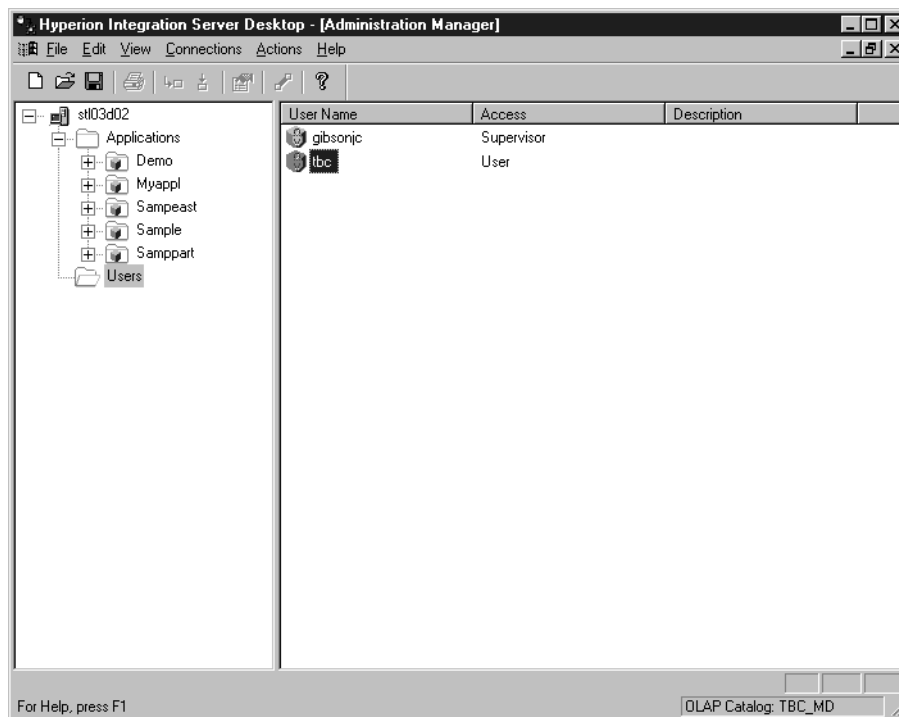 Hyperion Integration Server Desktop - [Administration Manager]
File Edit View Connections Actions Help
stl03d02
Applications
Demo
Myappl
Sampeast
Sample
Samppart
Users
User Name Access Description
gibsonjc Supervisor
tbc User
For Help, press F1
OLAP Catalog: TBC_MD